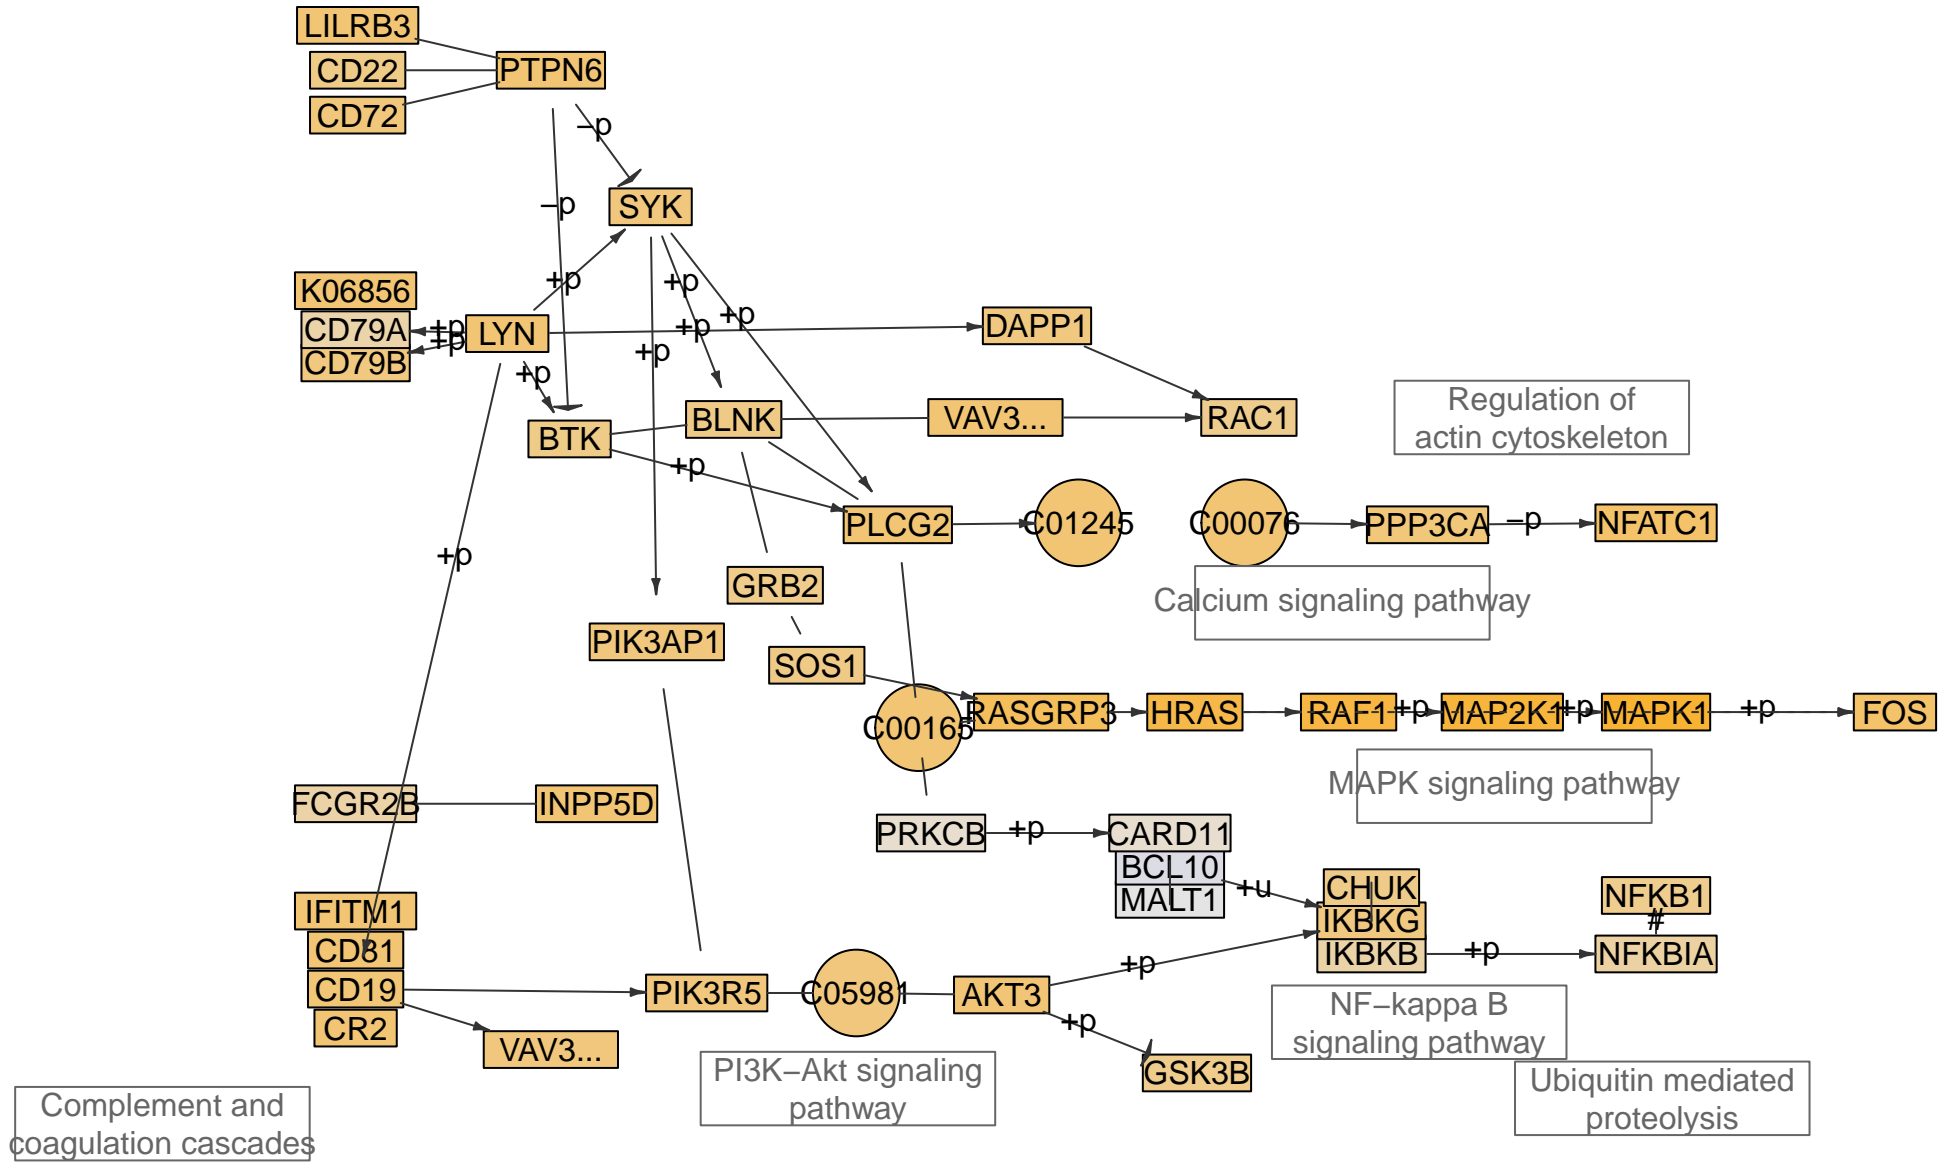 LILRB3
CD22
PTPN6
CD72
–p
SYK
–p
K06856
+p
+p
CD79A
+p
LYN
+p
+p
DAPP1
+p
CD79B
+p
+p
BTK
BLNK
VAV3...
RAC1
Regulation of
actin cytoskeleton
+p
PLCG2
C01245
C00076
PPP3CA
–p
NFATC1
+p
GRB2
Calcium signaling pathway
PIK3AP1
SOS1
C00165
RASGRP3
HRAS
RAF1
+p
MAP2K1
+p
MAPK1
+p
FOS
MAPK signaling pathway
FCGR2B
INPP5D
PRKCB
+p
CARD11
BCL10
+u
MALT1
CHUK
IKBKG
IKBKB
+p
NFKB1
#
NFKBIA
IFITM1
CD81
CD19
CR2
VAV3...
PIK3R5
C05981
AKT3
+p
+p
GSK3B
NF–kappa B
signaling pathway
PI3K–Akt signaling
pathway
Ubiquitin mediated
proteolysis
Complement and
coagulation cascades